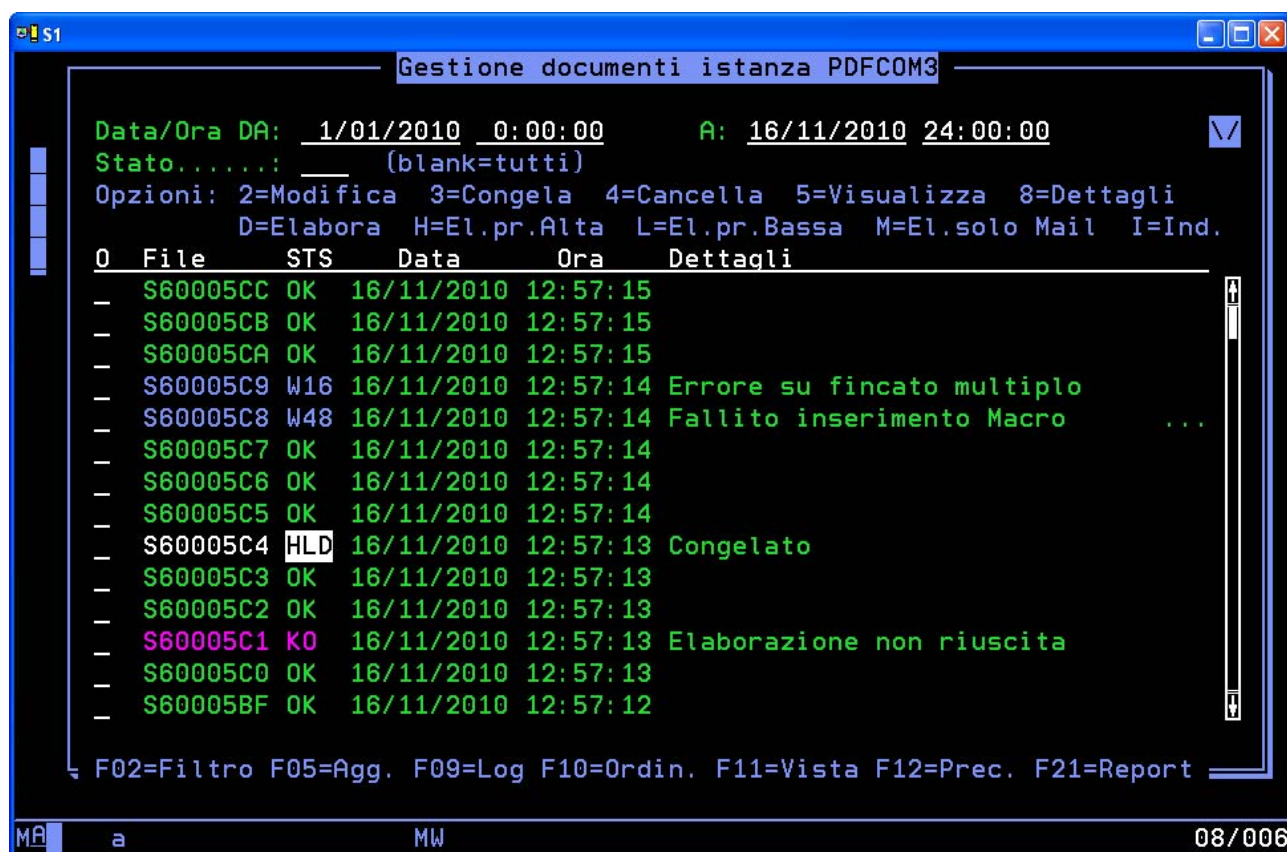 S1
Gestione documenti istanza PDFCOM3
Data/Ora DA: 1/01/2010 0:00:00 A: 16/11/2010 24:00:00 \/
Stato......: ___ (blank=tutti)
Opzioni: 2=Modifica 3=Congela 4=Cancella 5=Visualizza 8=Dettagli
D=Elabora H=El.pr.Alta L=El.pr.Bassa M=El.solo Mail I=Ind.
O File STS Data Ora Dettagli
_ S60005CC OK 16/11/2010 12:57:15
_ S60005CB OK 16/11/2010 12:57:15
_ S60005CA OK 16/11/2010 12:57:15
_ S60005C9 W16 16/11/2010 12:57:14 Errore su fincato multiplo
_ S60005C8 W48 16/11/2010 12:57:14 Fallito inserimento Macro ...
_ S60005C7 OK 16/11/2010 12:57:14
_ S60005C6 OK 16/11/2010 12:57:14
_ S60005C5 OK 16/11/2010 12:57:14
_ S60005C4 HLD 16/11/2010 12:57:13 Congelato
_ S60005C3 OK 16/11/2010 12:57:13
_ S60005C2 OK 16/11/2010 12:57:13
_ S60005C1 KO 16/11/2010 12:57:13 Elaborazione non riuscita
_ S60005C0 OK 16/11/2010 12:57:13
_ S60005BF OK 16/11/2010 12:57:12
F02=Filtro F05=Agg. F09=Log F10=Ordin. F11=Vista F12=Prec. F21=Report
MA a MW 08/006